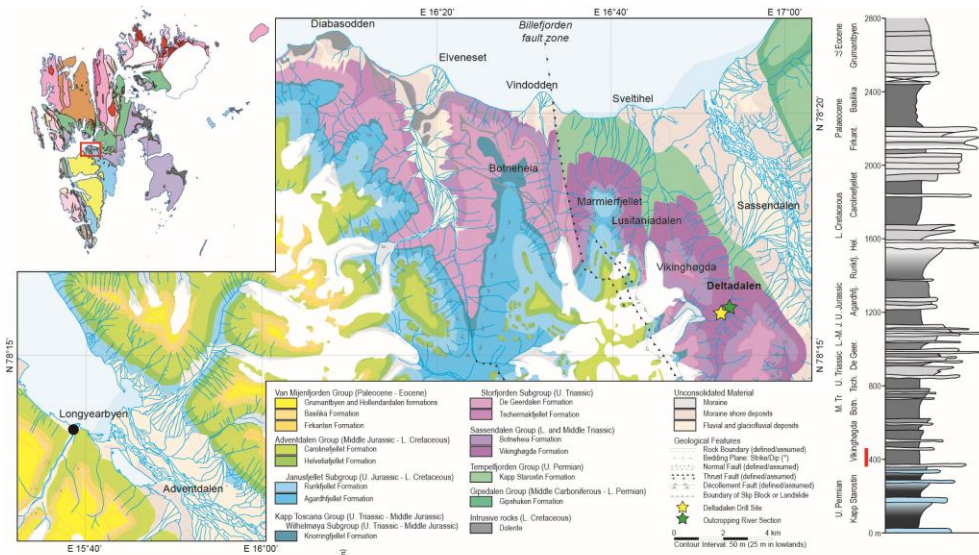 E 16°20'
E 16°40'
E 17°00'
Diabasodden
Billefjorden
fault zone
Elveneset
Vindodden
Sveltihel
N 78°20'
Botneheia
Marmierfjellet
Lusitaniadalen
Sassendalen
Vikinghøgda
Deltadalen
N 78°15'
Longyearbyen
Adventdalen
E 15°40'
E 16°00'
Van Mijenfjorden Group (Paleocene - Eocene)
Grumantbyen and Hollendardalen formations
Basilika Formation
Firkanten Formation
Adventdalen Group (Middle Jurassic - L. Cretaceous)
Carolinefjellet Formation
Helvetiafjellet Formation
Janusfjellet Subgroup (U. Jurassic - L. Cretaceous)
Rurikfjellet Formation
Agardhfjellet Formation
Kapp Toscana Group (U. Triassic - Middle Jurassic)
Wilhelmøya Subgroup (U. Triassic - Middle Jurassic)
Knorringfjellet Formation
Storfjorden Subgroup (U. Triassic)
De Geerdalen Formation
Tschermakfjellet Formation
Sassendalen Group (L. and Middle Triassic)
Botneheia Formation
Vikinghøgda Formation
Tempelfjorden Group (U. Permian)
Kapp Starostin Formation
Gipsdalen Group (Middle Carboniferous - L. Permian)
Gipshuken Formation
Intrusive rocks (L. Cretaceous)
Dolerite
Unconsolidated Material
Moraine
Moraine shore deposits
Fluvial and glaciofluvial deposits
Geological Features
Rock Boundary (defined/assumed)
Bedding Plane: Strike/Dip (°)
Normal Fault (defined/assumed)
Thrust Fault (defined/assumed)
Décollement Fault (defined/assumed)
Boundary of Slip Block or Landslide
Deltadalen Drill Site
Outcropping River Section
0 2 4 km
Contour Interval: 50 m (25 m in lowlands)
2800
2400
2000
1600
1200
800
400
0 m
Eocene
Palaeocene
L. Cretaceous
L.-M. J.
U. Jurassic
U. Triassic
M. Tr
U. Permian
Grumantbyen
Basilika
Firkant.
Carolinefjellet
Hel.
Rurikfj.
Agardhfj.
De Geer.
Tsch.
Botn.
Vikinghøgda
Kapp Starostin